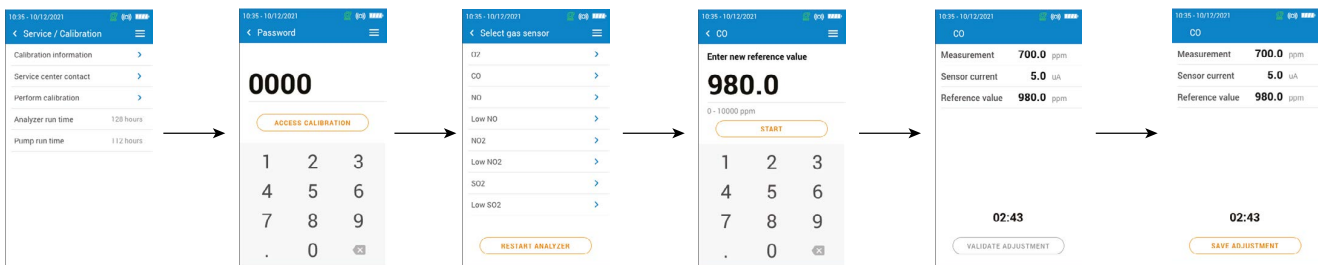 10:35 - 10/12/2021
Service / Calibration
Calibration information
Service center contact
Perform calibration
Analyzer run time 128 hours
Pump run time 112 hours
10:35 - 10/12/2021
Password
0000
ACCESS CALIBRATION
1 2 3
4 5 6
7 8 9
. 0
10:35 - 10/12/2021
Select gas sensor
O2
CO
NO
Low NO
NO2
Low NO2
SO2
Low SO2
RESTART ANALYZER
10:35 - 10/12/2021
CO
Enter new reference value
980.0
0 - 10000 ppm
START
1 2 3
4 5 6
7 8 9
. 0
10:35 - 10/12/2021
CO
Measurement 700.0 ppm
Sensor current 5.0 uA
Reference value 980.0 ppm
02:43
VALIDATE ADJUSTMENT
10:35 - 10/12/2021
CO
Measurement 700.0 ppm
Sensor current 5.0 uA
Reference value 980.0 ppm
02:43
SAVE ADJUSTMENT